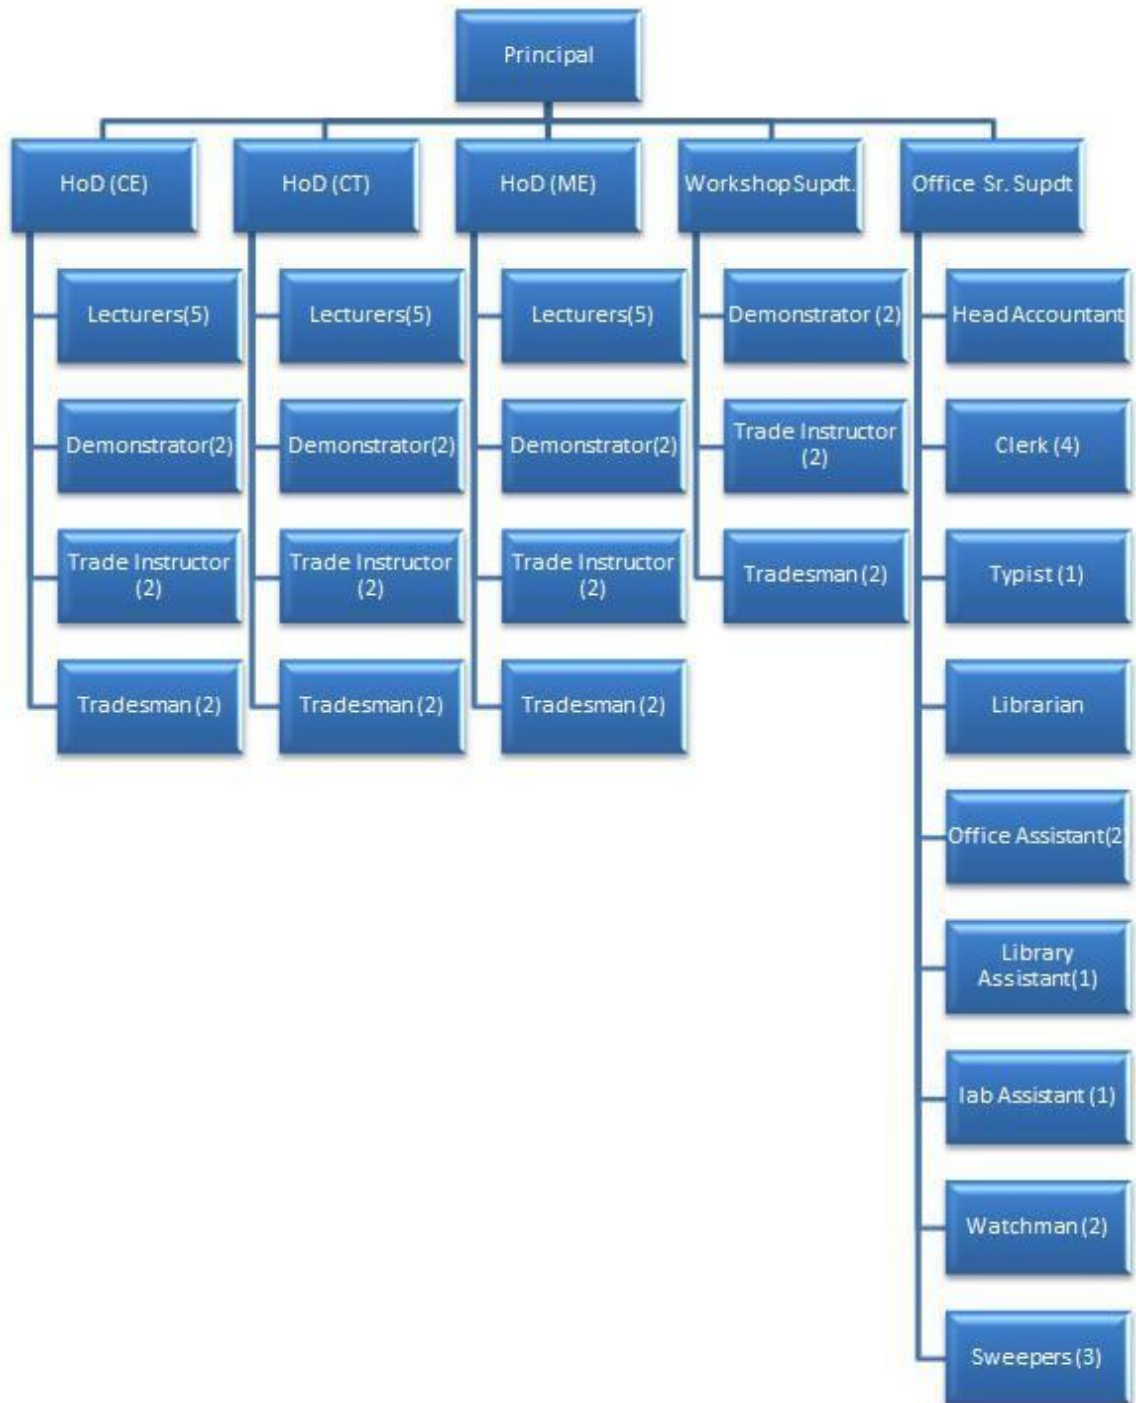 Principal
HoD (CE)
HoD (CT)
HoD (ME)
Workshop Supdt.
Office Sr. Supdt
Lecturers(5)
Lecturers(5)
Lecturers(5)
Demonstrator (2)
Head Accountant
Demonstrator(2)
Demonstrator(2)
Demonstrator(2)
Trade Instructor
(2)
Clerk (4)
Trade Instructor
(2)
Trade Instructor
(2)
Trade Instructor
(2)
Tradesman (2)
Typist (1)
Tradesman (2)
Tradesman (2)
Tradesman (2)
Librarian
Office Assistant(2)
Library
Assistant(1)
lab Assistant (1)
Watchman (2)
Sweepers (3)